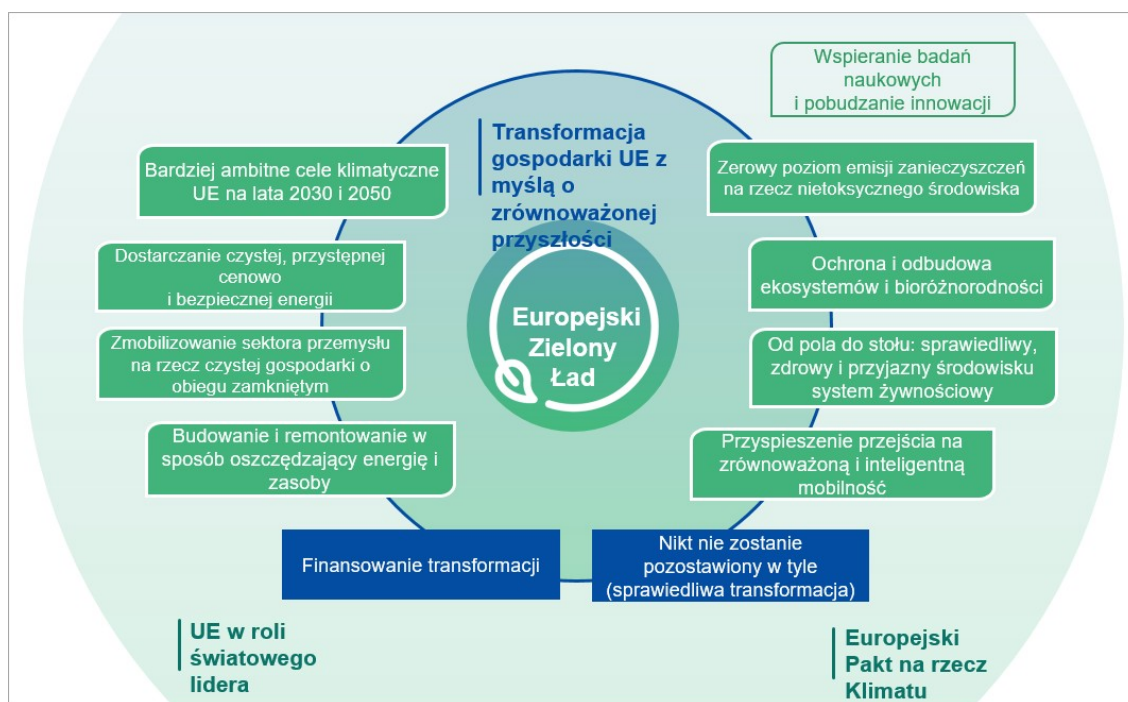 Wspieranie badań
naukowych
i pobudzanie innowacji
Transformacja
gospodarki UE z
myślą o
zrównoważonej
przyszłości
Bardziej ambitne cele klimatyczne
UE na lata 2030 i 2050
Zerowy poziom emisji zanieczyszczeń
na rzecz nietoksycznego środowiska
Dostarczanie czystej, przystępnej
cenowo
i bezpiecznej energii
Ochrona i odbudowa
ekosystemów i bioróżnorodności
Europejski
Zielony
Ład
Zmobilizowanie sektora przemysłu
na rzecz czystej gospodarki o
obiegu zamkniętym
Od pola do stołu: sprawiedliwy,
zdrowy i przyjazny środowisku
system żywnościowy
Budowanie i remontowanie w
sposób oszczędzający energię i
zasoby
Przyspieszenie przejścia na
zrównoważoną i inteligentną
mobilność
Finansowanie transformacji
Nikt nie zostanie
pozostawiony w tyle
(sprawiedliwa transformacja)
UE w roli
światowego
lidera
Europejski
Pakt na rzecz
Klimatu